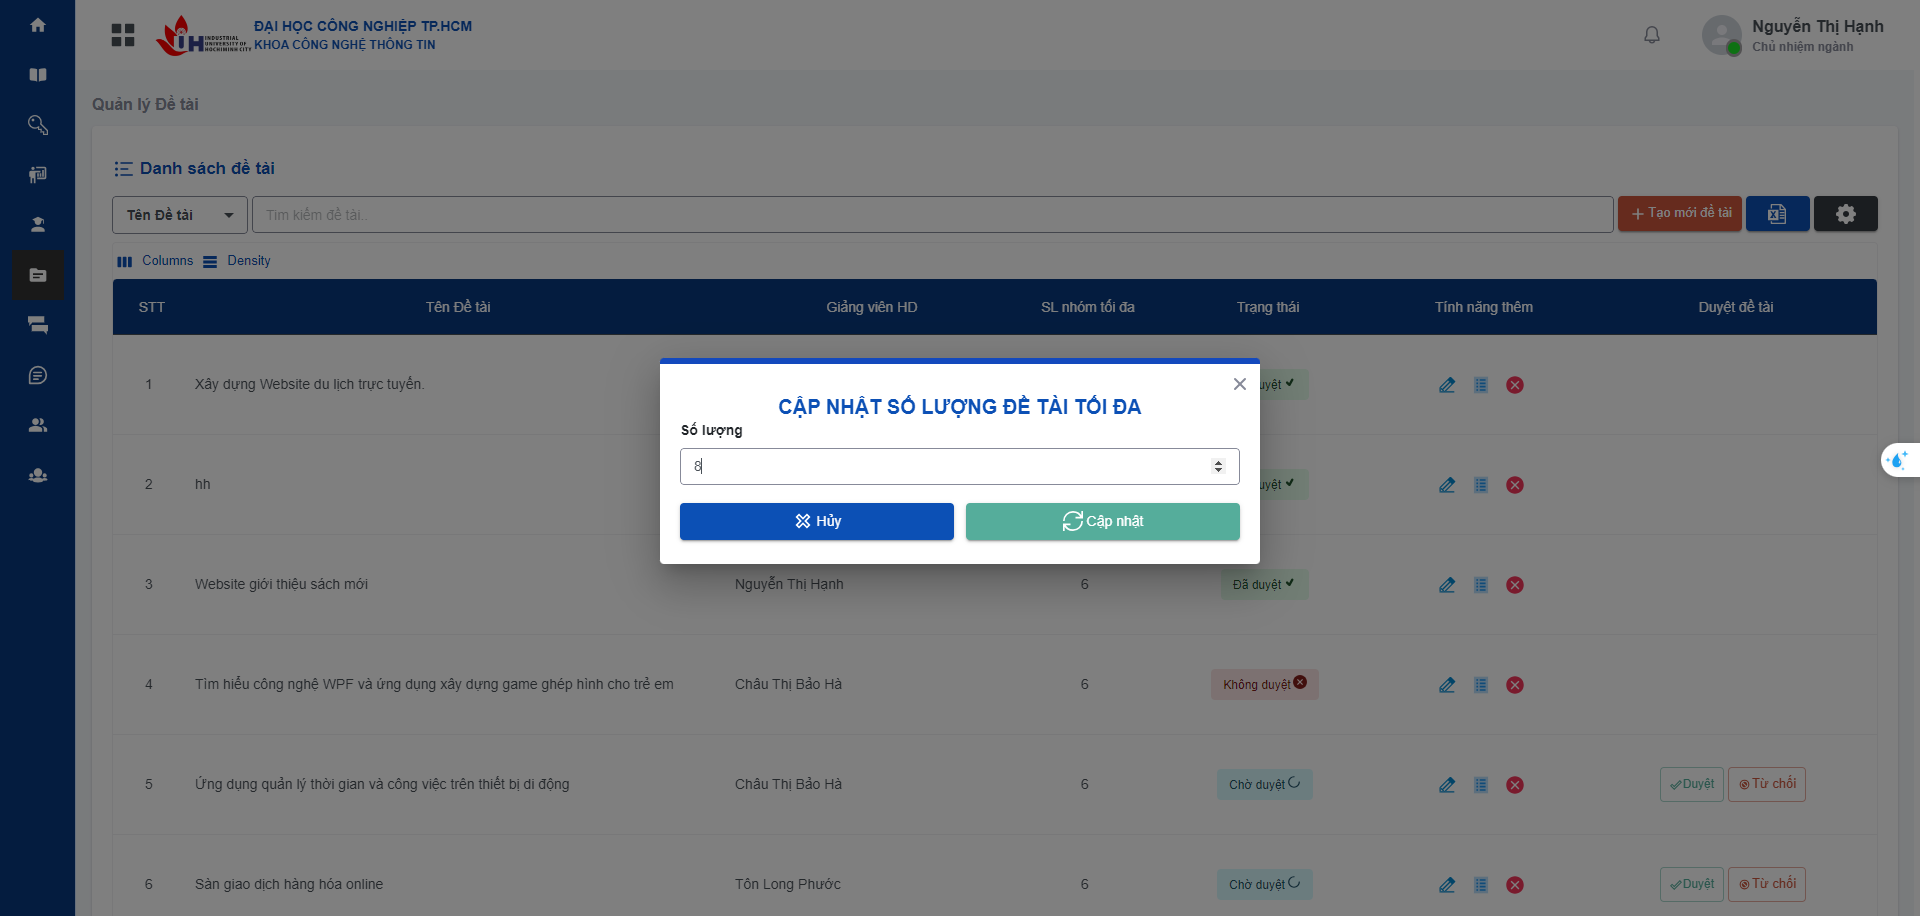 ĐẠI HỌC CÔNG NGHIỆP TP.HCM
KHOA CÔNG NGHỆ THÔNG TIN
IUH
INDUSTRIAL
UNIVERSITY OF
HOCHIMINH CITY
Nguyễn Thị Hạnh
Chủ nhiệm ngành
Quản lý Đề tài
Danh sách đề tài
Tên Đề tài
Tìm kiếm đề tài..
Tạo mới đề tài
Columns
Density
STT Tên Đề tài Giảng viên HD SL nhóm tối đa Trạng thái Tính năng thêm Duyệt đề tài
1 Xây dựng Website du lịch trực tuyến. uyệt
CẬP NHẬT SỐ LƯỢNG ĐỀ TÀI TỐI ĐA
Số lượng
8
Hủy
Cập nhật
2 hh uyệt
3 Website giới thiệu sách mới Nguyễn Thị Hạnh 6 Đã duyệt
4 Tìm hiểu công nghệ WPF và ứng dụng xây dựng game ghép hình cho trẻ em Châu Thị Bảo Hà 6 Không duyệt
5 Ứng dụng quản lý thời gian và công việc trên thiết bị di động Châu Thị Bảo Hà 6 Chờ duyệt Duyệt Từ chối
6 Sàn giao dịch hàng hóa online Tôn Long Phước 6 Chờ duyệt Duyệt Từ chối